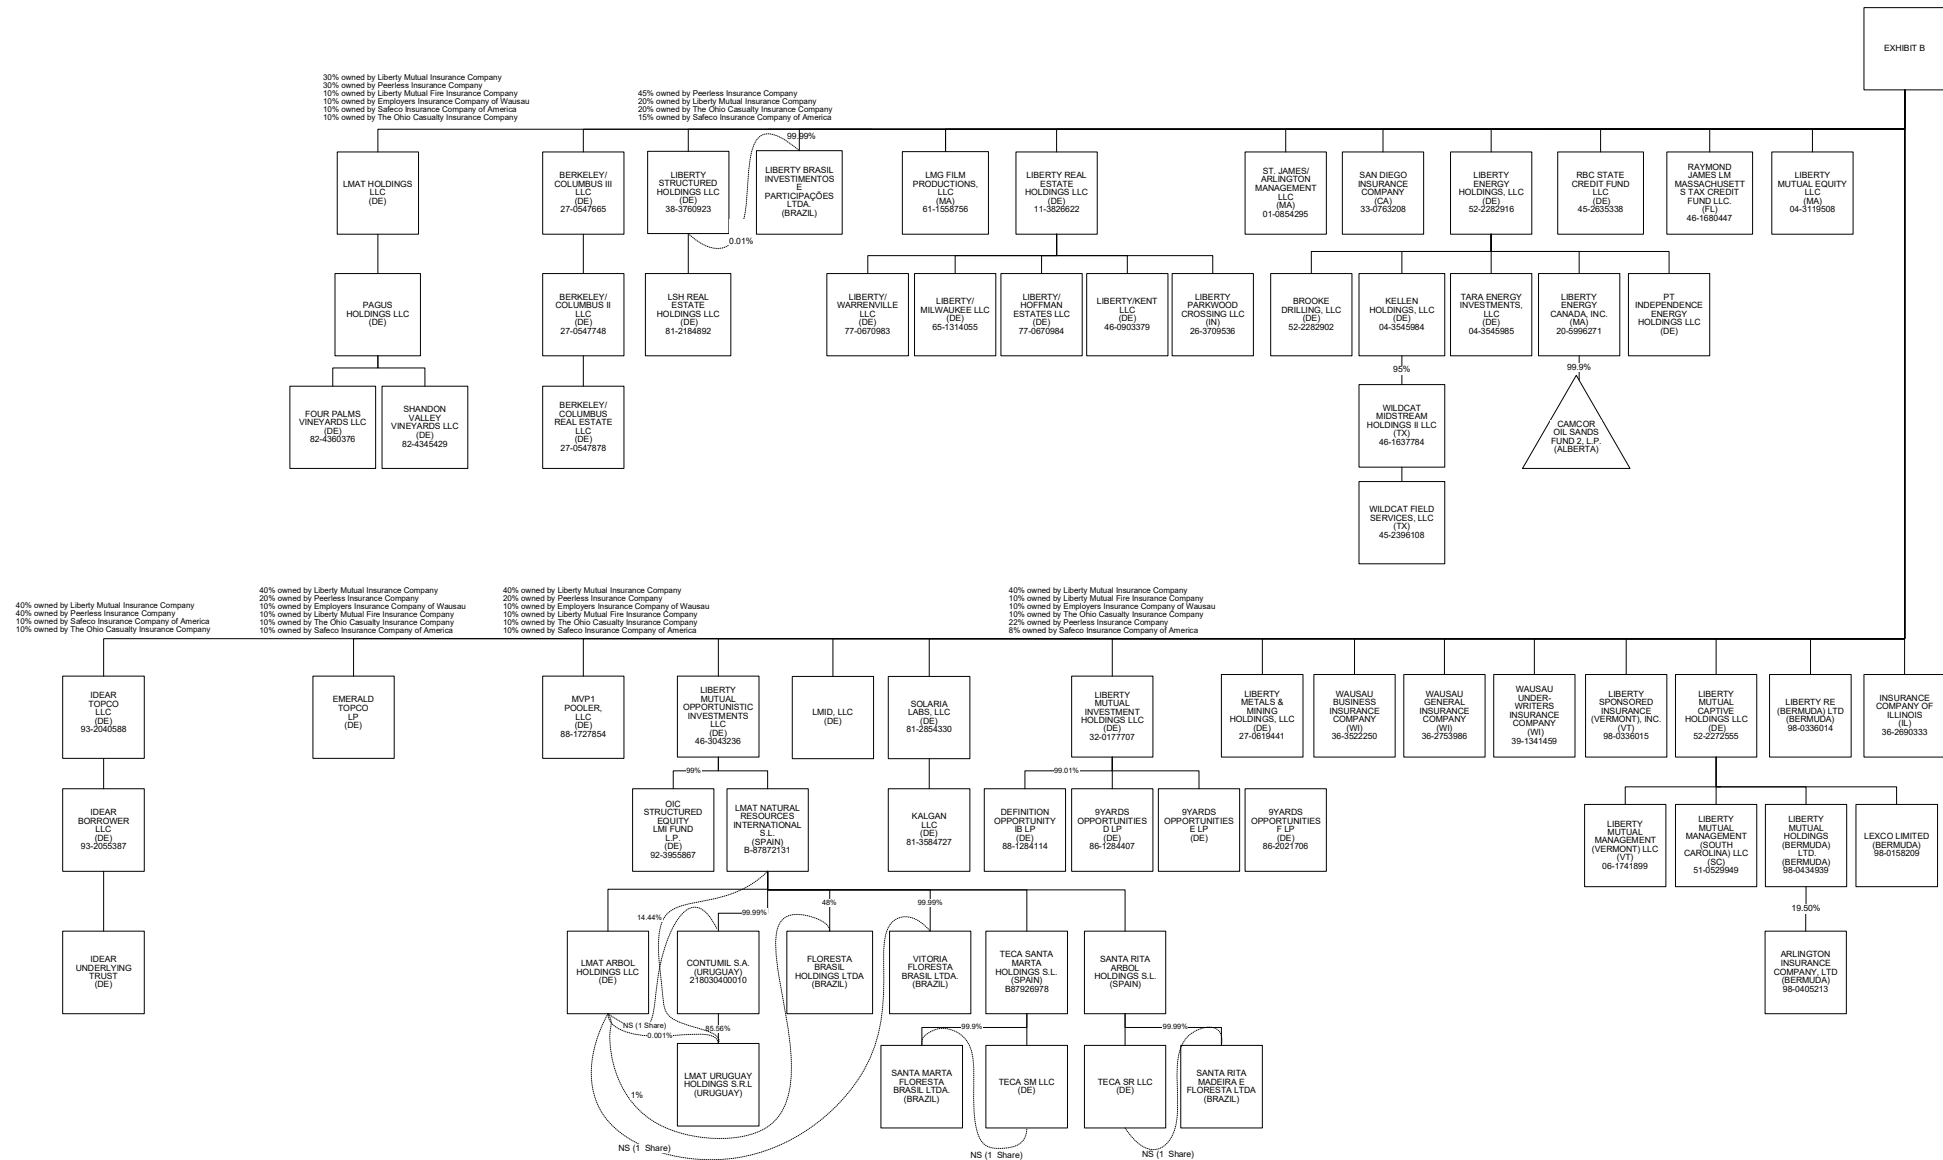 EXHIBIT B
30% owned by Liberty Mutual Insurance Company
30% owned by Peerless Insurance Company
10% owned by Liberty Mutual Fire Insurance Company
10% owned by Employers Insurance Company of Wausau
10% owned by Safeco Insurance Company of America
10% owned by The Ohio Casualty Insurance Company
45% owned by Peerless Insurance Company
20% owned by Liberty Mutual Insurance Company
20% owned by The Ohio Casualty Insurance Company
15% owned by Safeco Insurance Company of America
99.99%
LMAT HOLDINGS
LLC
(DE)
BERKELEY/
COLUMBUS III
LLC
(DE)
27-0547665
LIBERTY
STRUCTURED
HOLDINGS LLC
(DE)
38-3760923
LIBERTY BRASIL
INVESTIMENTOS
E
PARTICIPAÇÕES
LTDA.
(BRAZIL)
LMG FILM
PRODUCTIONS,
LLC
(MA)
61-1558756
LIBERTY REAL
ESTATE
HOLDINGS LLC
(DE)
11-3826622
ST. JAMES/
ARLINGTON
MANAGEMENT
LLC
(MA)
01-0854295
SAN DIEGO
INSURANCE
COMPANY
(CA)
33-0763208
LIBERTY
ENERGY
HOLDINGS, LLC
(DE)
52-2282916
RBC STATE
CREDIT FUND
LLC
(DE)
45-2635338
RAYMOND
JAMES LM
MASSACHUSETT
S TAX CREDIT
FUND LLC.
(FL)
46-1680447
LIBERTY
MUTUAL EQUITY
LLC
(MA)
04-3119508
0.01%
PAGUS
HOLDINGS LLC
(DE)
BERKELEY/
COLUMBUS II
LLC
(DE)
27-0547748
LSH REAL
ESTATE
HOLDINGS LLC
(DE)
81-2184892
LIBERTY/
WARRENVILLE
LLC
(DE)
77-0670983
LIBERTY/
MILWAUKEE LLC
(DE)
65-1314055
LIBERTY/
HOFFMAN
ESTATES LLC
(DE)
77-0670984
LIBERTY/KENT
LLC
(DE)
46-0903379
LIBERTY
PARKWOOD
CROSSING LLC
(IN)
26-3709536
BROOKE
DRILLING, LLC
(DE)
52-2282902
KELLEN
HOLDINGS, LLC
(DE)
04-3545984
TARA ENERGY
INVESTMENTS,
LLC
(DE)
04-3545985
LIBERTY
ENERGY
CANADA, INC.
(MA)
20-5996271
PT
INDEPENDENCE
ENERGY
HOLDINGS LLC
(DE)
95%
99.9%
FOUR PALMS
VINEYARDS LLC
(DE)
82-4360376
SHANDON
VALLEY
VINEYARDS LLC
(DE)
82-4345429
BERKELEY/
COLUMBUS
REAL ESTATE
LLC
(DE)
27-0547878
WILDCAT
MIDSTREAM
HOLDINGS II LLC
(TX)
46-1637784
CAMCOR
OIL SANDS
FUND 2, L.P.
(ALBERTA)
WILDCAT FIELD
SERVICES, LLC
(TX)
45-2396108
40% owned by Liberty Mutual Insurance Company
40% owned by Peerless Insurance Company
10% owned by Safeco Insurance Company of America
10% owned by The Ohio Casualty Insurance Company
40% owned by Liberty Mutual Insurance Company
20% owned by Peerless Insurance Company
10% owned by Employers Insurance Company of Wausau
10% owned by Liberty Mutual Fire Insurance Company
10% owned by The Ohio Casualty Insurance Company
10% owned by Safeco Insurance Company of America
40% owned by Liberty Mutual Insurance Company
20% owned by Peerless Insurance Company
10% owned by Employers Insurance Company of Wausau
10% owned by Liberty Mutual Fire Insurance Company
10% owned by The Ohio Casualty Insurance Company
10% owned by Safeco Insurance Company of America
40% owned by Liberty Mutual Insurance Company
10% owned by Liberty Mutual Fire Insurance Company
10% owned by Employers Insurance Company of Wausau
10% owned by The Ohio Casualty Insurance Company
22% owned by Peerless Insurance Company
8% owned by Safeco Insurance Company of America
IDEAR
TOPCO
LLC
(DE)
93-2040588
EMERALD
TOPCO
LP
(DE)
MVP1
POOLER,
LLC
(DE)
88-1727854
LIBERTY
MUTUAL
OPPORTUNISTIC
INVESTMENTS
LLC
(DE)
46-3043236
LMID, LLC
(DE)
SOLARIA
LABS, LLC
(DE)
81-2854330
LIBERTY
MUTUAL
INVESTMENT
HOLDINGS LLC
(DE)
32-0177707
LIBERTY
METALS &
MINING
HOLDINGS, LLC
(DE)
27-0619441
WAUSAU
BUSINESS
INSURANCE
COMPANY
(WI)
36-3522250
WAUSAU
GENERAL
INSURANCE
COMPANY
(WI)
36-2753986
WAUSAU
UNDER-
WRITERS
INSURANCE
COMPANY
(WI)
39-1341459
LIBERTY
SPONSORED
INSURANCE
(VERMONT), INC.
(VT)
98-0336015
LIBERTY
MUTUAL
CAPTIVE
HOLDINGS LLC
(DE)
52-2272555
LIBERTY RE
(BERMUDA) LTD
(BERMUDA)
98-0336014
INSURANCE
COMPANY OF
ILLINOIS
(IL)
36-2690333
99%
99.01%
IDEAR
BORROWER
LLC
(DE)
93-2055387
OIC
STRUCTURED
EQUITY
LMI FUND
L.P.
(DE)
92-3955867
LMAT NATURAL
RESOURCES
INTERNATIONAL
S.L.
(SPAIN)
B-87872131
KALGAN
LLC
(DE)
81-3584727
DEFINITION
OPPORTUNITY
IB LP
(DE)
88-1284114
9YARDS
OPPORTUNITIES
D LP
(DE)
86-1284407
9YARDS
OPPORTUNITIES
E LP
(DE)
9YARDS
OPPORTUNITIES
F LP
(DE)
86-2021706
LIBERTY
MUTUAL
MANAGEMENT
(VERMONT) LLC
(VT)
06-1741899
LIBERTY
MUTUAL
MANAGEMENT
(SOUTH
CAROLINA) LLC
(SC)
51-0529949
LIBERTY
MUTUAL
HOLDINGS
(BERMUDA)
LTD.
(BERMUDA)
98-0434939
LEXCO LIMITED
(BERMUDA)
98-0158209
14.44%
99.99%
48%
99.99%
19.50%
IDEAR
UNDERLYING
TRUST
(DE)
LMAT ARBOL
HOLDINGS LLC
(DE)
CONTUMIL S.A.
(URUGUAY)
218030400010
FLORESTA
BRASIL
HOLDINGS LTDA
(BRAZIL)
VITORIA
FLORESTA
BRASIL LTDA.
(BRAZIL)
TECA SANTA
MARTA
HOLDINGS S.L.
(SPAIN)
B87926978
SANTA RITA
ARBOL
HOLDINGS S.L.
(SPAIN)
ARLINGTON
INSURANCE
COMPANY, LTD
(BERMUDA)
98-0405213
NS (1 Share)
0.001%
85.56%
99.9%
99.99%
LMAT URUGUAY
HOLDINGS S.R.L
(URUGUAY)
SANTA MARTA
FLORESTA
BRASIL LTDA.
(BRAZIL)
TECA SM LLC
(DE)
TECA SR LLC
(DE)
SANTA RITA
MADEIRA E
FLORESTA LTDA
(BRAZIL)
1%
NS (1 Share)
NS (1 Share)
NS (1 Share)